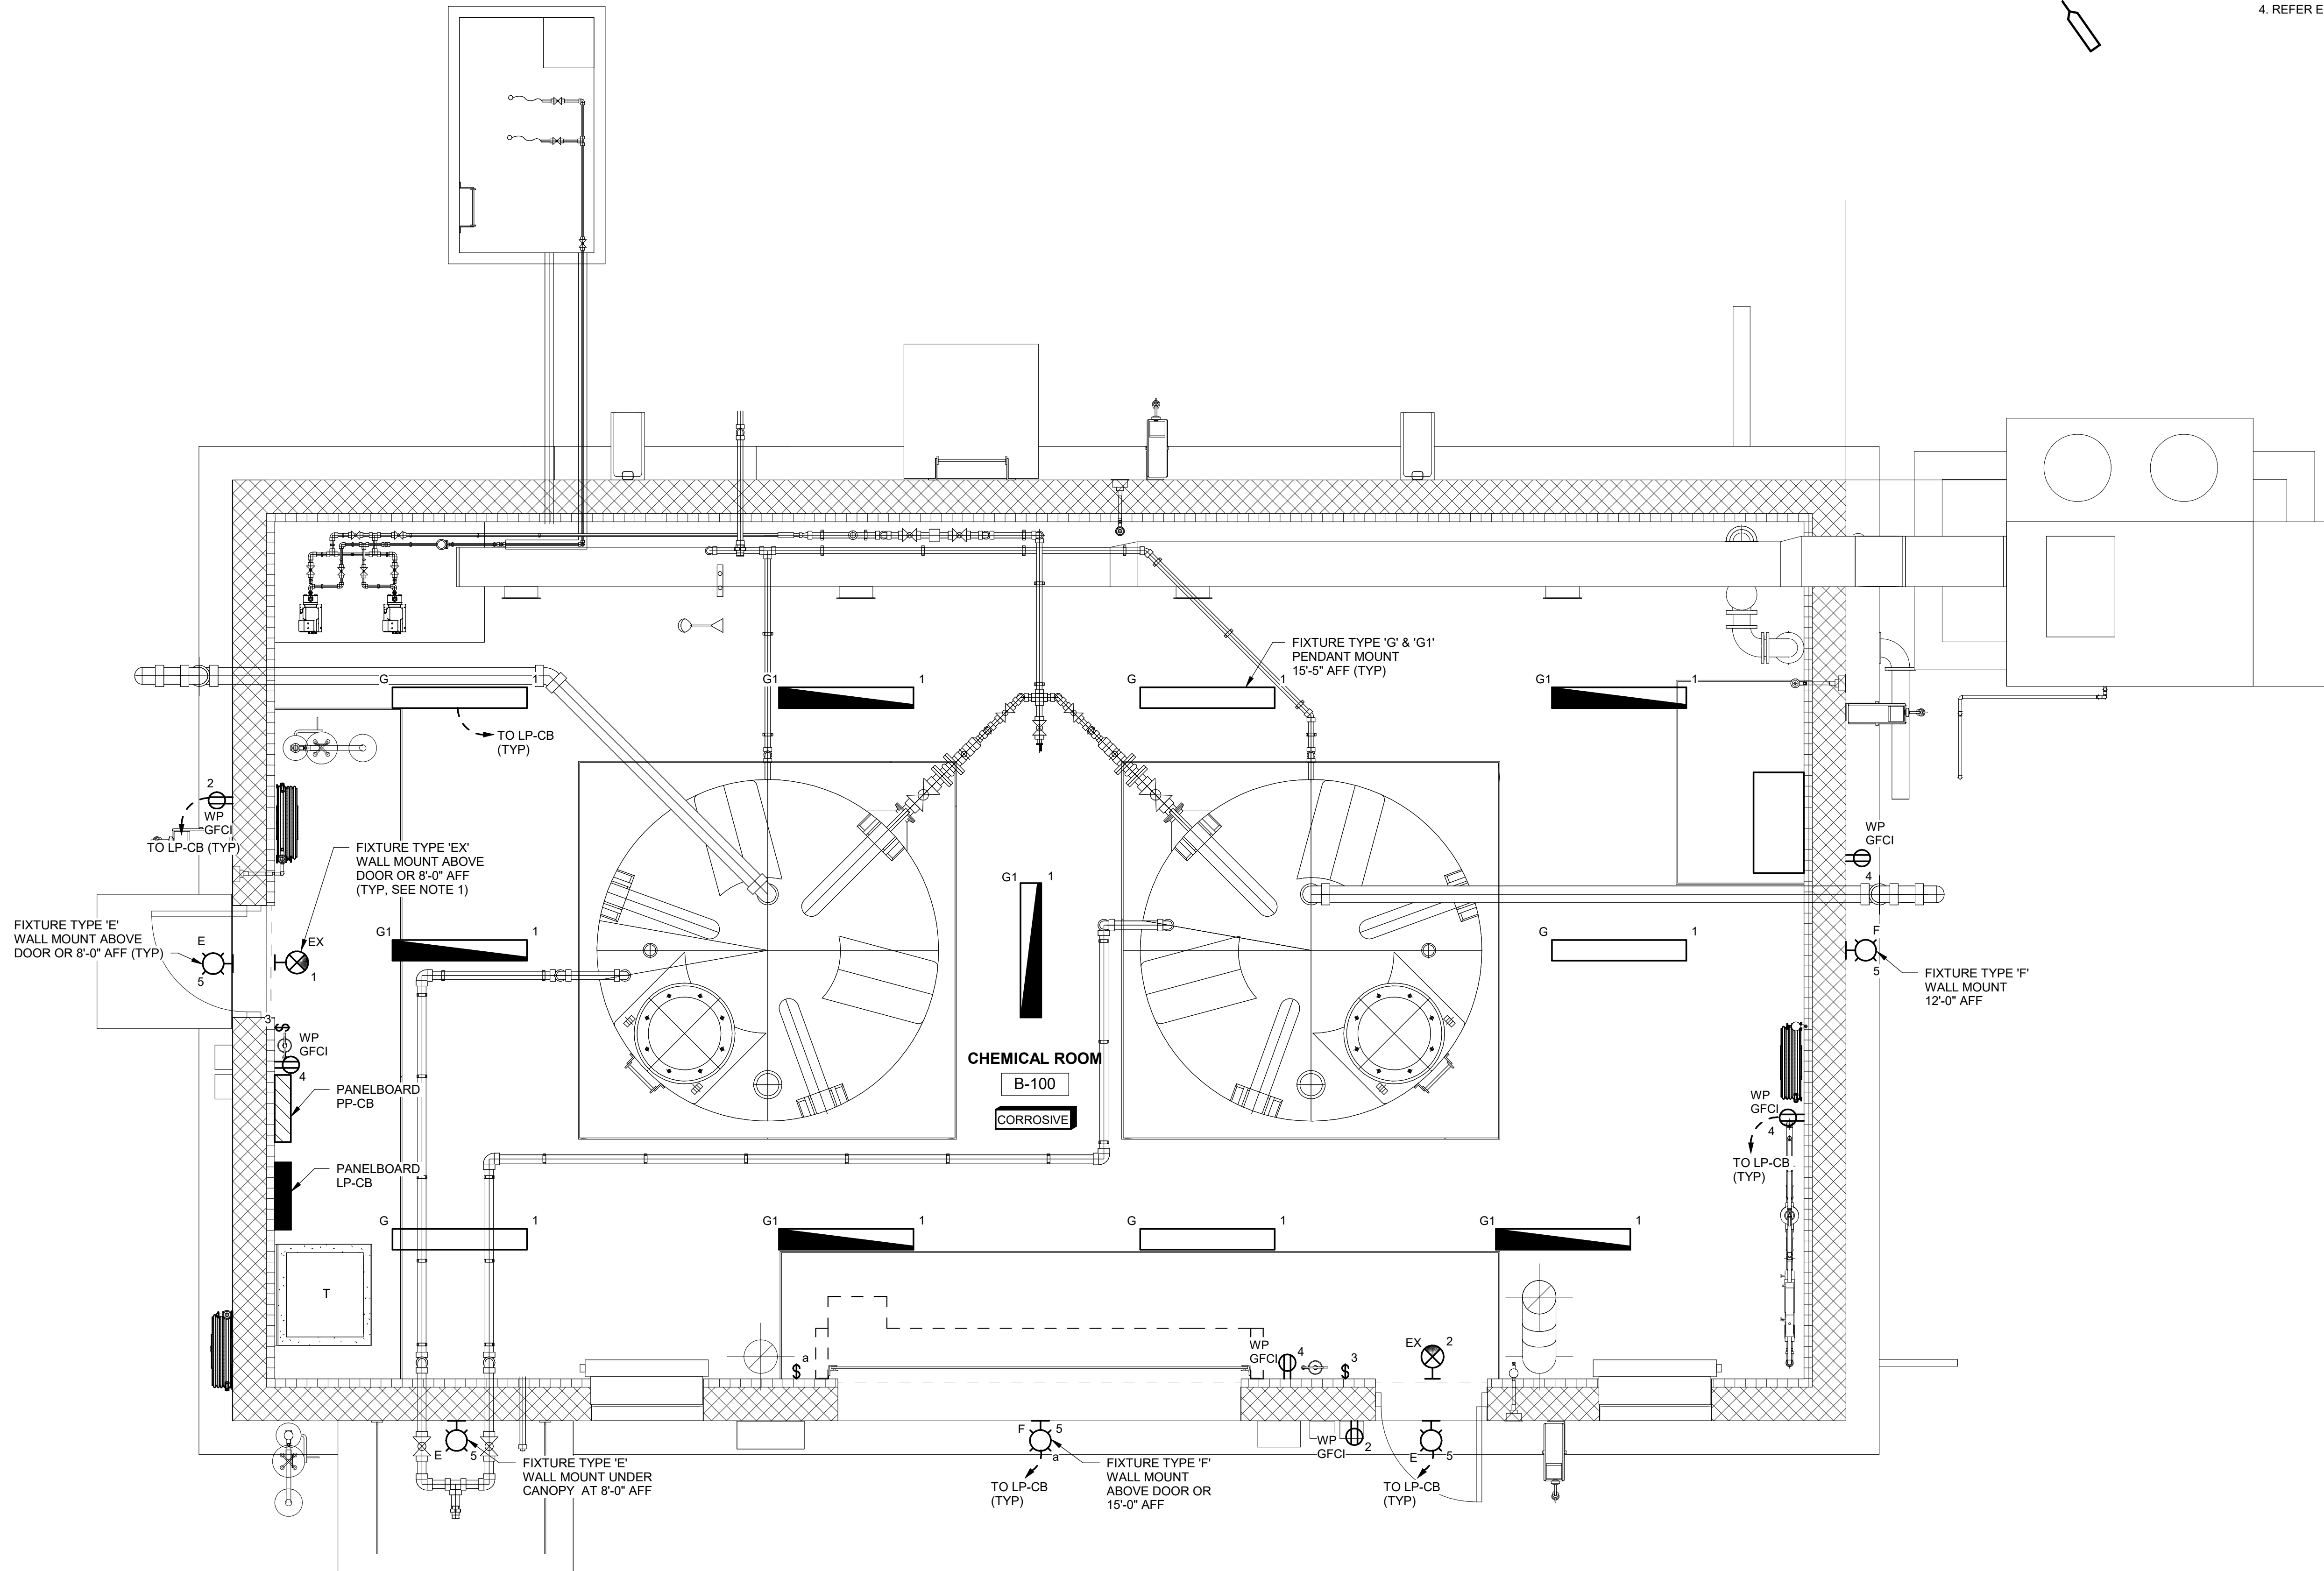 4. REFER E
FIXTURE TYPE 'G' & 'G1'
PENDANT MOUNT
15'-5" AFF (TYP)
G
1
G1
1
G
1
G1
1
TO LP-CB
(TYP)
2
WP
GFCI
TO LP-CB (TYP)
FIXTURE TYPE 'EX'
WALL MOUNT ABOVE
DOOR OR 8'-0" AFF
(TYP, SEE NOTE 1)
WP
GFCI
4
G1
1
FIXTURE TYPE 'E'
WALL MOUNT ABOVE
DOOR OR 8'-0" AFF (TYP)
E
5
EX
1
G1
1
G
1
F
5
FIXTURE TYPE 'F'
WALL MOUNT
12'-0" AFF
3
$
WP
GFCI
4
CHEMICAL ROOM
B-100
CORROSIVE
PANELBOARD
PP-CB
WP
GFCI
4
TO LP-CB
(TYP)
PANELBOARD
LP-CB
A
G
1
G1
1
G
1
G1
1
T
$
a
WP
GFCI
4
$
3
EX
2
E
5
FIXTURE TYPE 'E'
WALL MOUNT UNDER
CANOPY AT 8'-0" AFF
F
5
a
TO LP-CB
(TYP)
FIXTURE TYPE 'F'
WALL MOUNT
ABOVE DOOR OR
15'-0" AFF
WP
GFCI
2
E
5
TO LP-CB
(TYP)